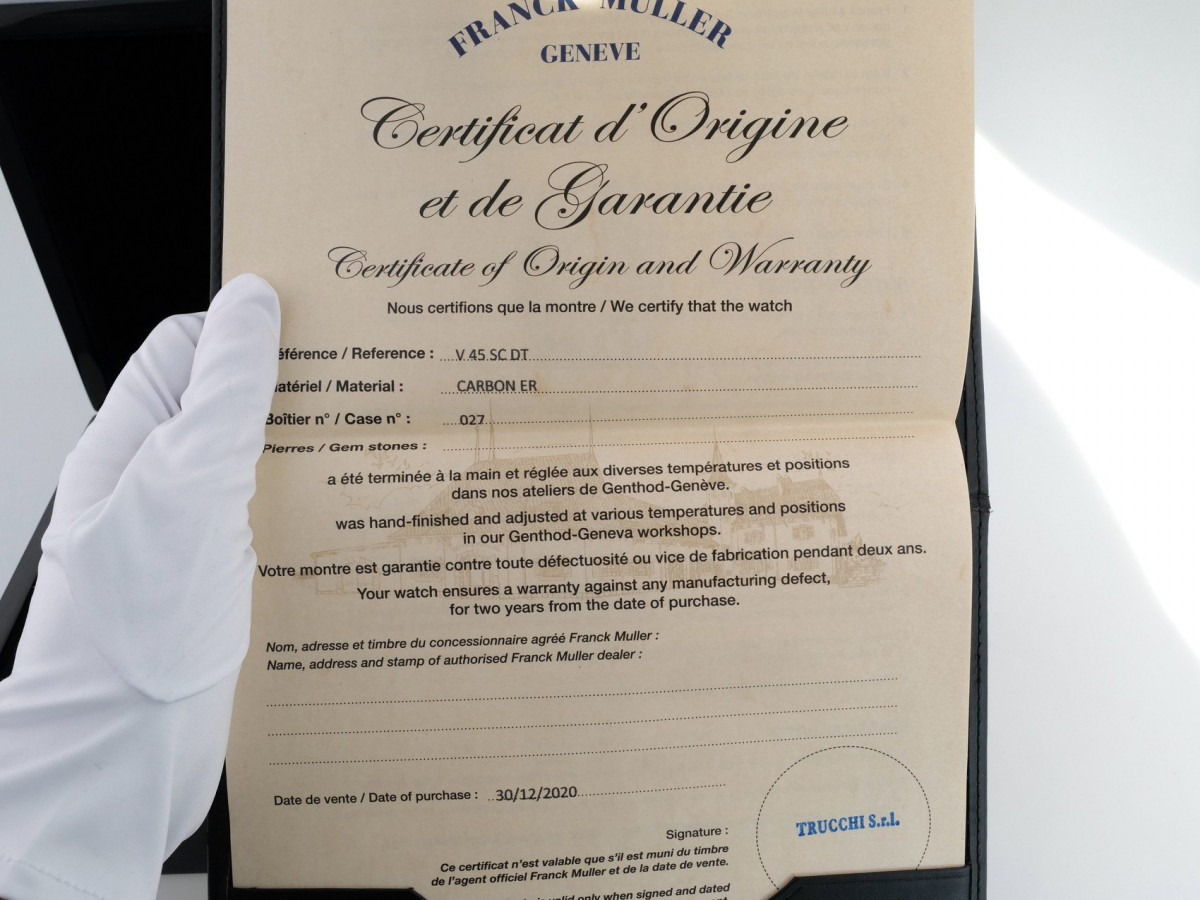 FRANCK MULLER
GENEVE
Certificat d'Origine
et de Garantie
Certificate of Origin and Warranty
Nous certifions que la montre / We certify that the watch
éférence / Reference : V 45 SC DT
atériel / Material : CARBON ER
Boîtier n° / Case n° : 027
Pierres / Gem stones :
a été terminée à la main et réglée aux diverses températures et positions
dans nos ateliers de Genthod-Genève.
was hand-finished and adjusted at various temperatures and positions
in our Genthod-Geneva workshops.
Votre montre est garantie contre toute défectuosité ou vice de fabrication pendant deux ans.
Your watch ensures a warranty against any manufacturing defect,
for two years from the date of purchase.
Nom, adresse et timbre du concessionnaire agréé Franck Muller :
Name, address and stamp of authorised Franck Muller dealer :
Date de vente / Date of purchase : 30/12/2020
Signature :
TRUCCHI S.r.l.
Ce certificat n'est valable que s'il est muni du timbre
de l'agent officiel Franck Muller et de la date de vente.
valid only when signed and dated